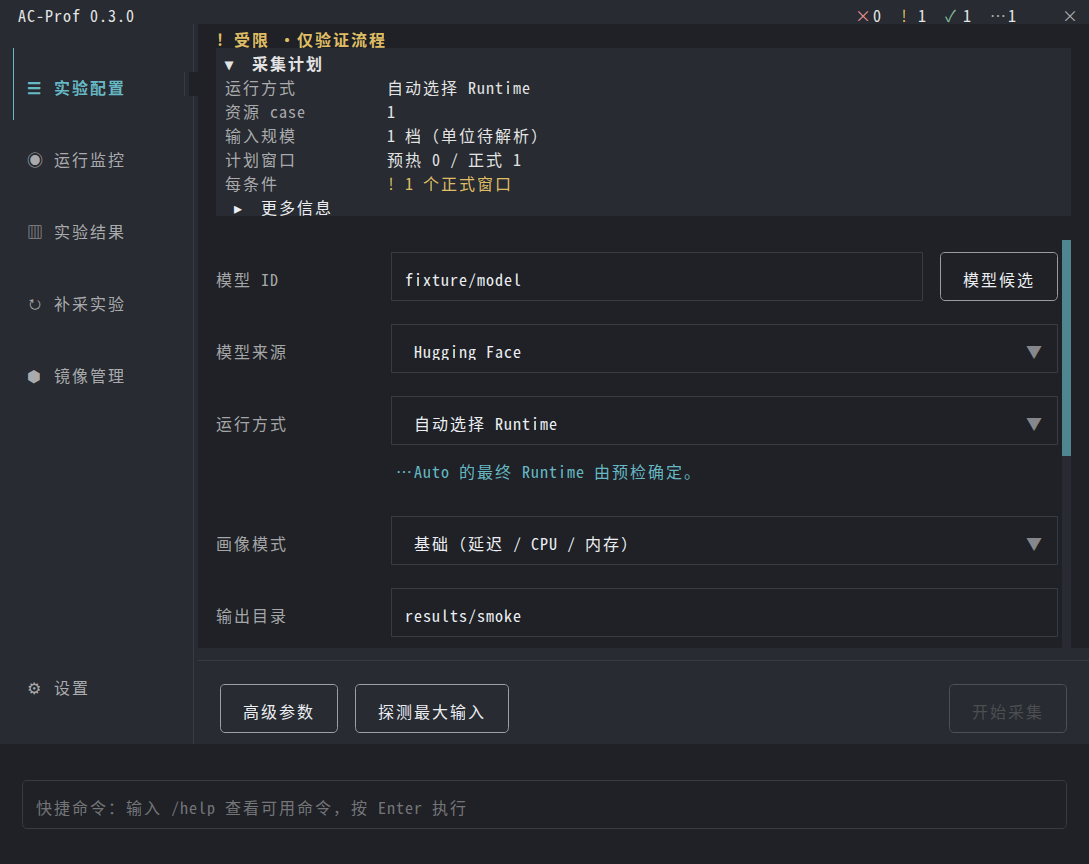 AC-Prof 0.3.0
×0 ! 1 ✓ 1 …1 ×
☰ 实验配置
◉ 运行监控
▥ 实验结果
↻ 补采实验
⬢ 镜像管理
⚙ 设置
! 受限 · 仅验证流程
▼ 采集计划
运行方式 自动选择 Runtime
资源 case 1
输入规模 1 档（单位待解析）
计划窗口 预热 0 / 正式 1
每条件 ! 1 个正式窗口
▶ 更多信息
模型 ID fixture/model 模型候选
模型来源 Hugging Face ▼
运行方式 自动选择 Runtime ▼
…Auto 的最终 Runtime 由预检确定。
画像模式 基础（延迟 / CPU / 内存） ▼
输出目录 results/smoke
高级参数 探测最大输入 开始采集
快捷命令：输入 /help 查看可用命令，按 Enter 执行